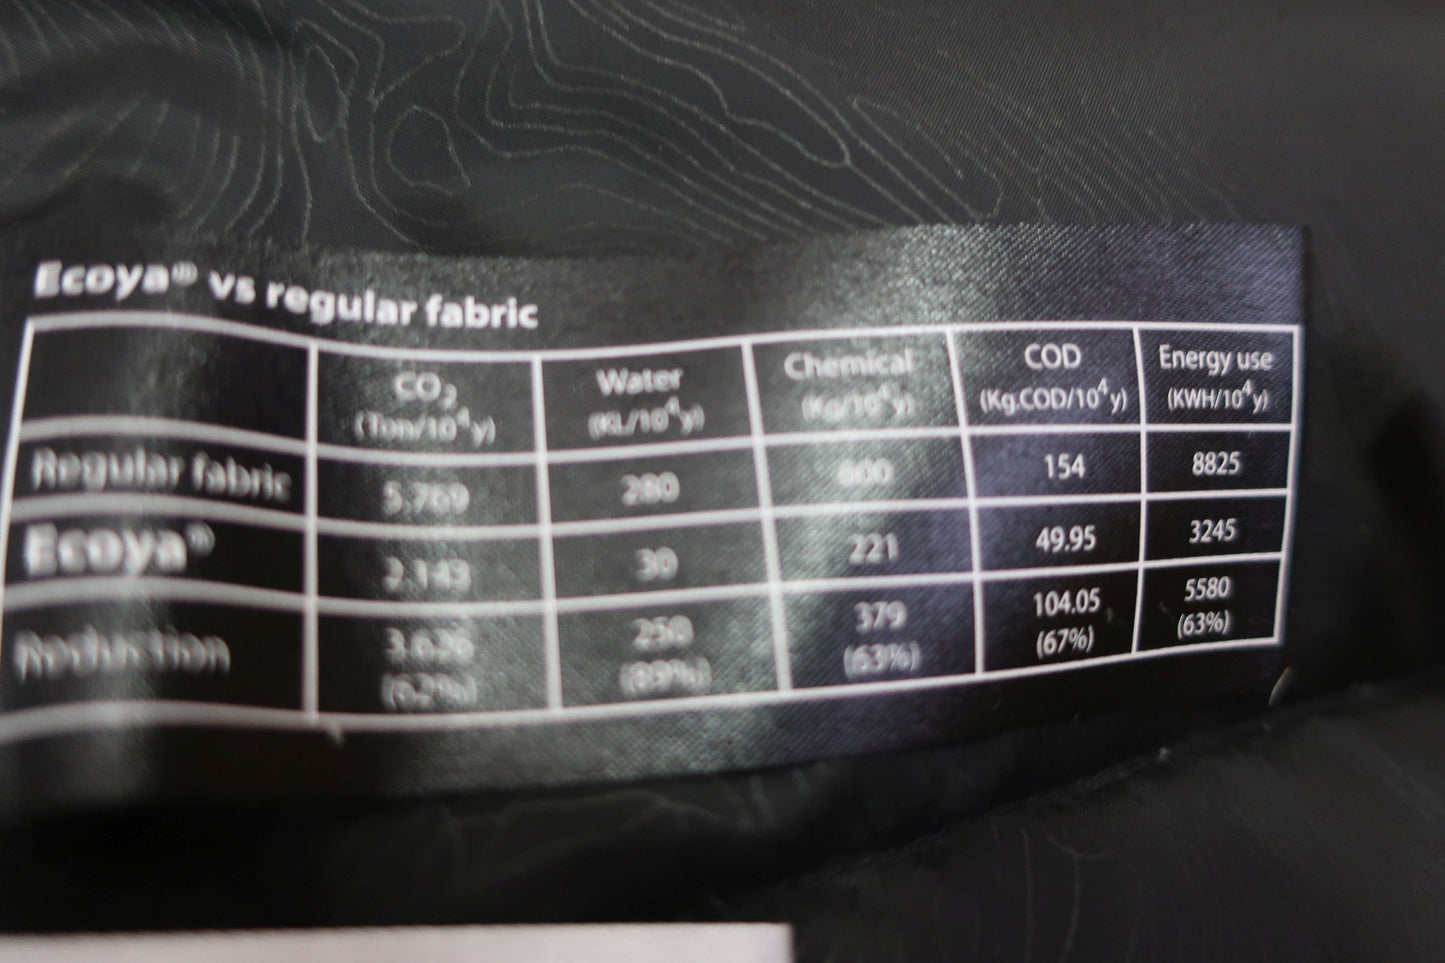 Ecoya® vs regular fabric
CO₂ Water Chemical COD Energy use
(Ton/10⁴y) (KL/10⁴y) (Kg/10⁴y) (Kg.COD/10⁴y) (KWH/10⁴y)
Regular fabric 5,769 280 600 154 8825
Ecoya® 2,143 30 221 49.95 3245
Reduction 3,626 250 379 104.05 5580
(62%) (89%) (63%) (67%) (63%)